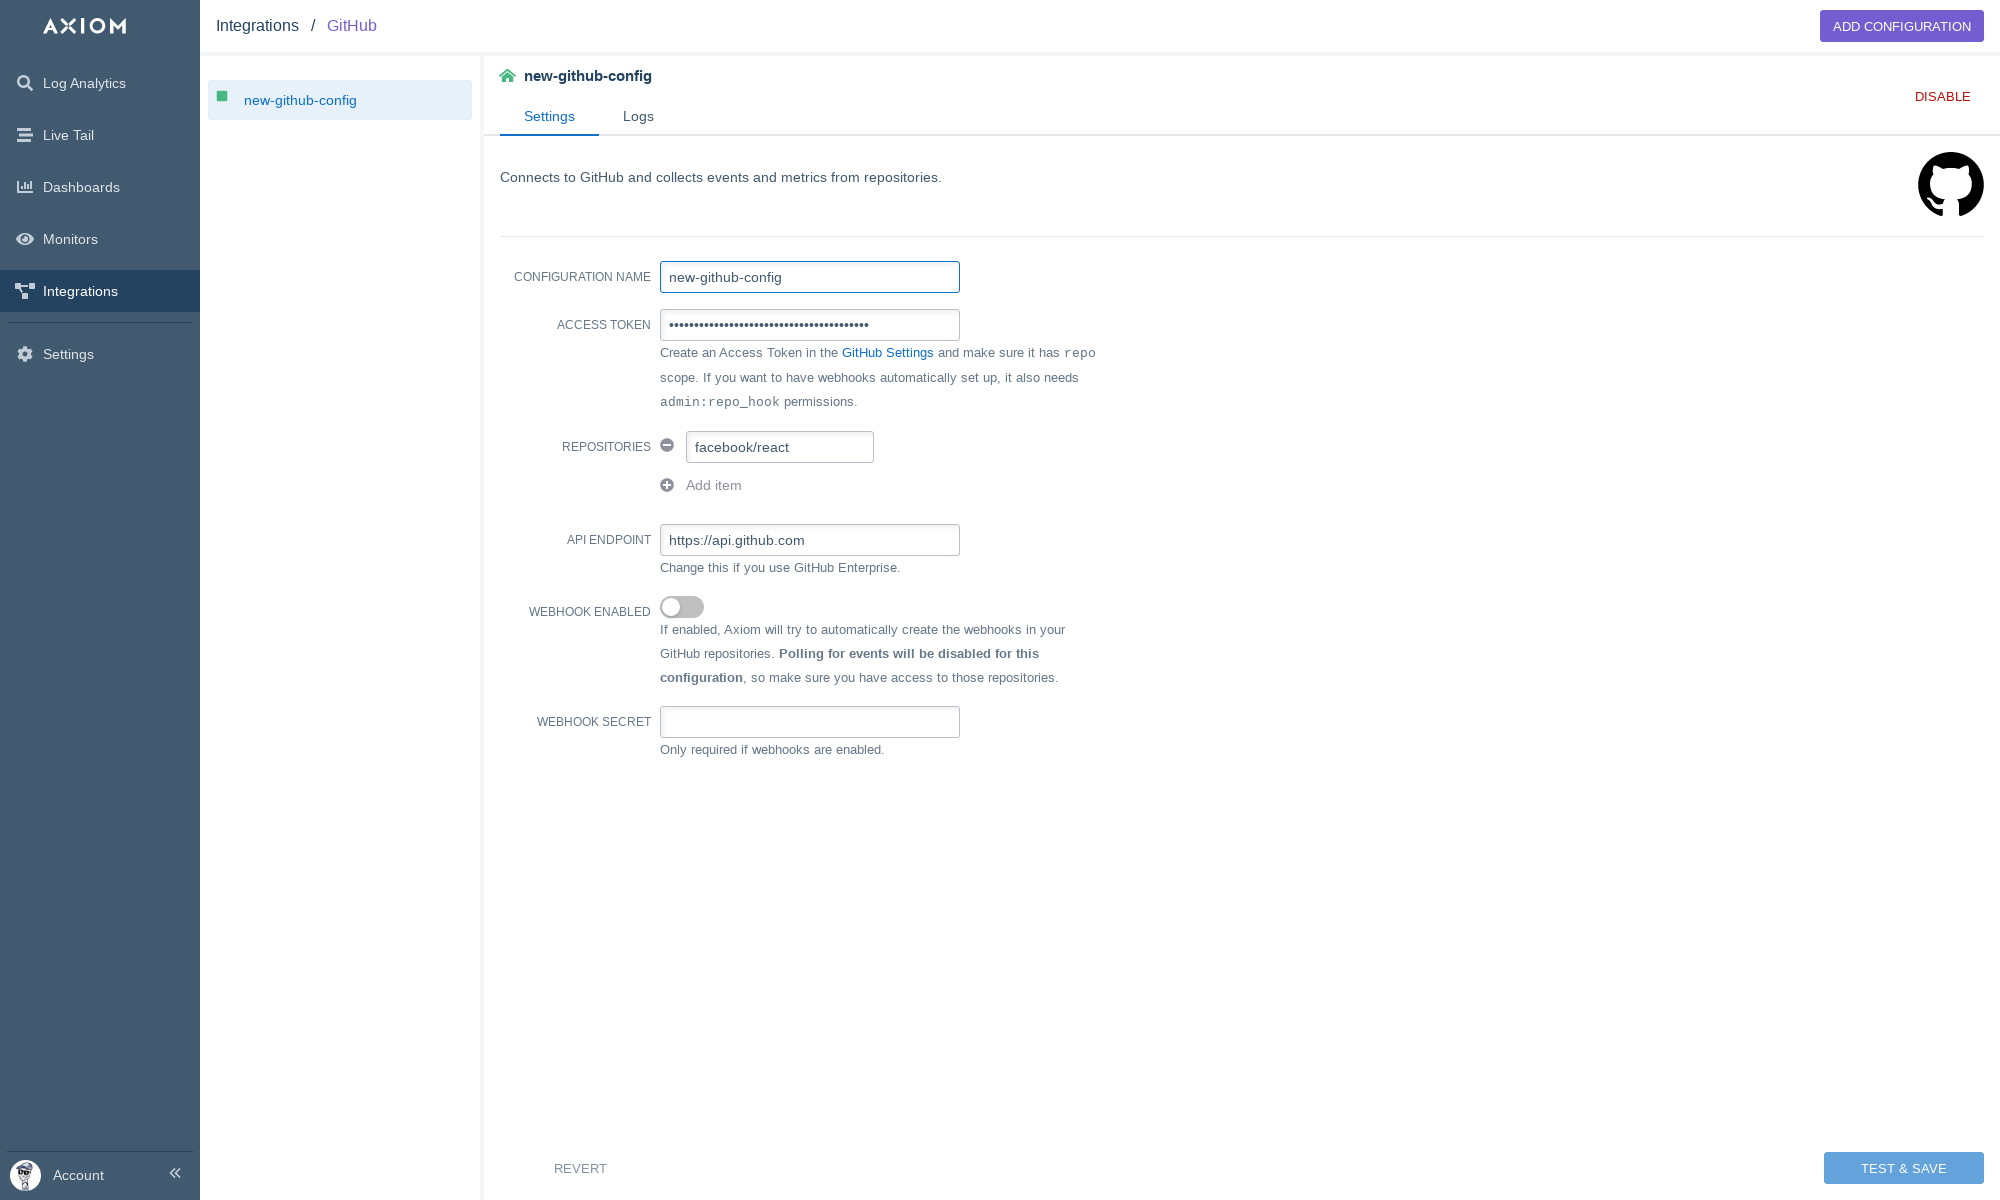 AXIOM
Log Analytics
Live Tail
Dashboards
Monitors
Integrations
Settings
Account
Integrations / GitHub
ADD CONFIGURATION
new-github-config
new-github-config
DISABLE
Settings Logs
Connects to GitHub and collects events and metrics from repositories.
CONFIGURATION NAME new-github-config
ACCESS TOKEN ••••••••••••••••••••••••••••••••••••••••
Create an Access Token in the GitHub Settings and make sure it has repo
scope. If you want to have webhooks automatically set up, it also needs
admin:repo_hook permissions.
REPOSITORIES facebook/react
Add item
API ENDPOINT https://api.github.com
Change this if you use GitHub Enterprise.
WEBHOOK ENABLED
If enabled, Axiom will try to automatically create the webhooks in your
GitHub repositories. Polling for events will be disabled for this
configuration, so make sure you have access to those repositories.
WEBHOOK SECRET
Only required if webhooks are enabled.
REVERT
TEST & SAVE